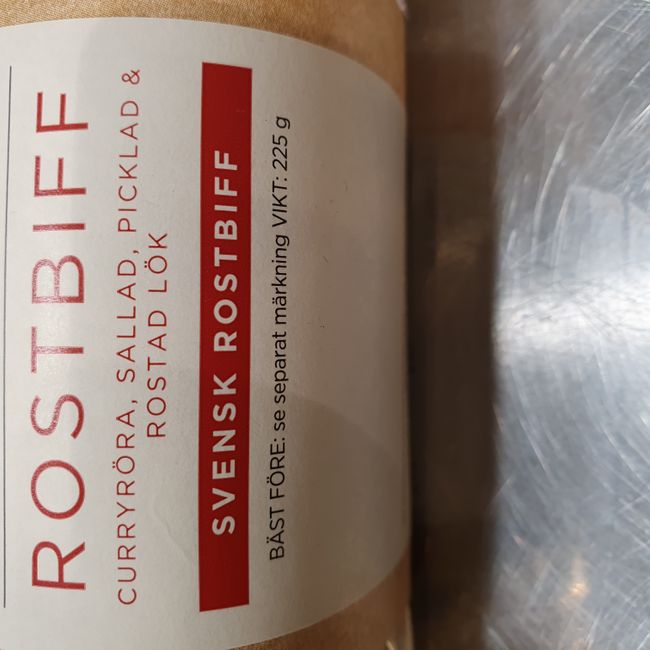 ROSTBIFF
CURRYRÖRA, SALLAD, PICKLAD &
ROSTAD LÖK
SVENSK ROSTBIFF
BÄST FÖRE: se separat märkning VIKT: 225 g